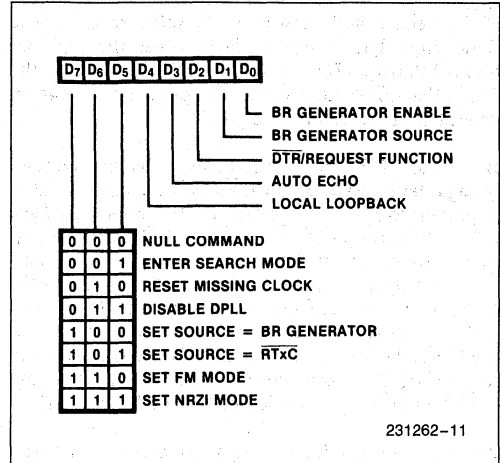 D7 D6 D5 D4 D3 D2 D1 D0
BR GENERATOR ENABLE
BR GENERATOR SOURCE
DTR/REQUEST FUNCTION
AUTO ECHO
LOCAL LOOPBACK
0 0 0 NULL COMMAND
0 0 1 ENTER SEARCH MODE
0 1 0 RESET MISSING CLOCK
0 1 1 DISABLE DPLL
1 0 0 SET SOURCE = BR GENERATOR
1 0 1 SET SOURCE = RTxC
1 1 0 SET FM MODE
1 1 1 SET NRZI MODE
231262-11